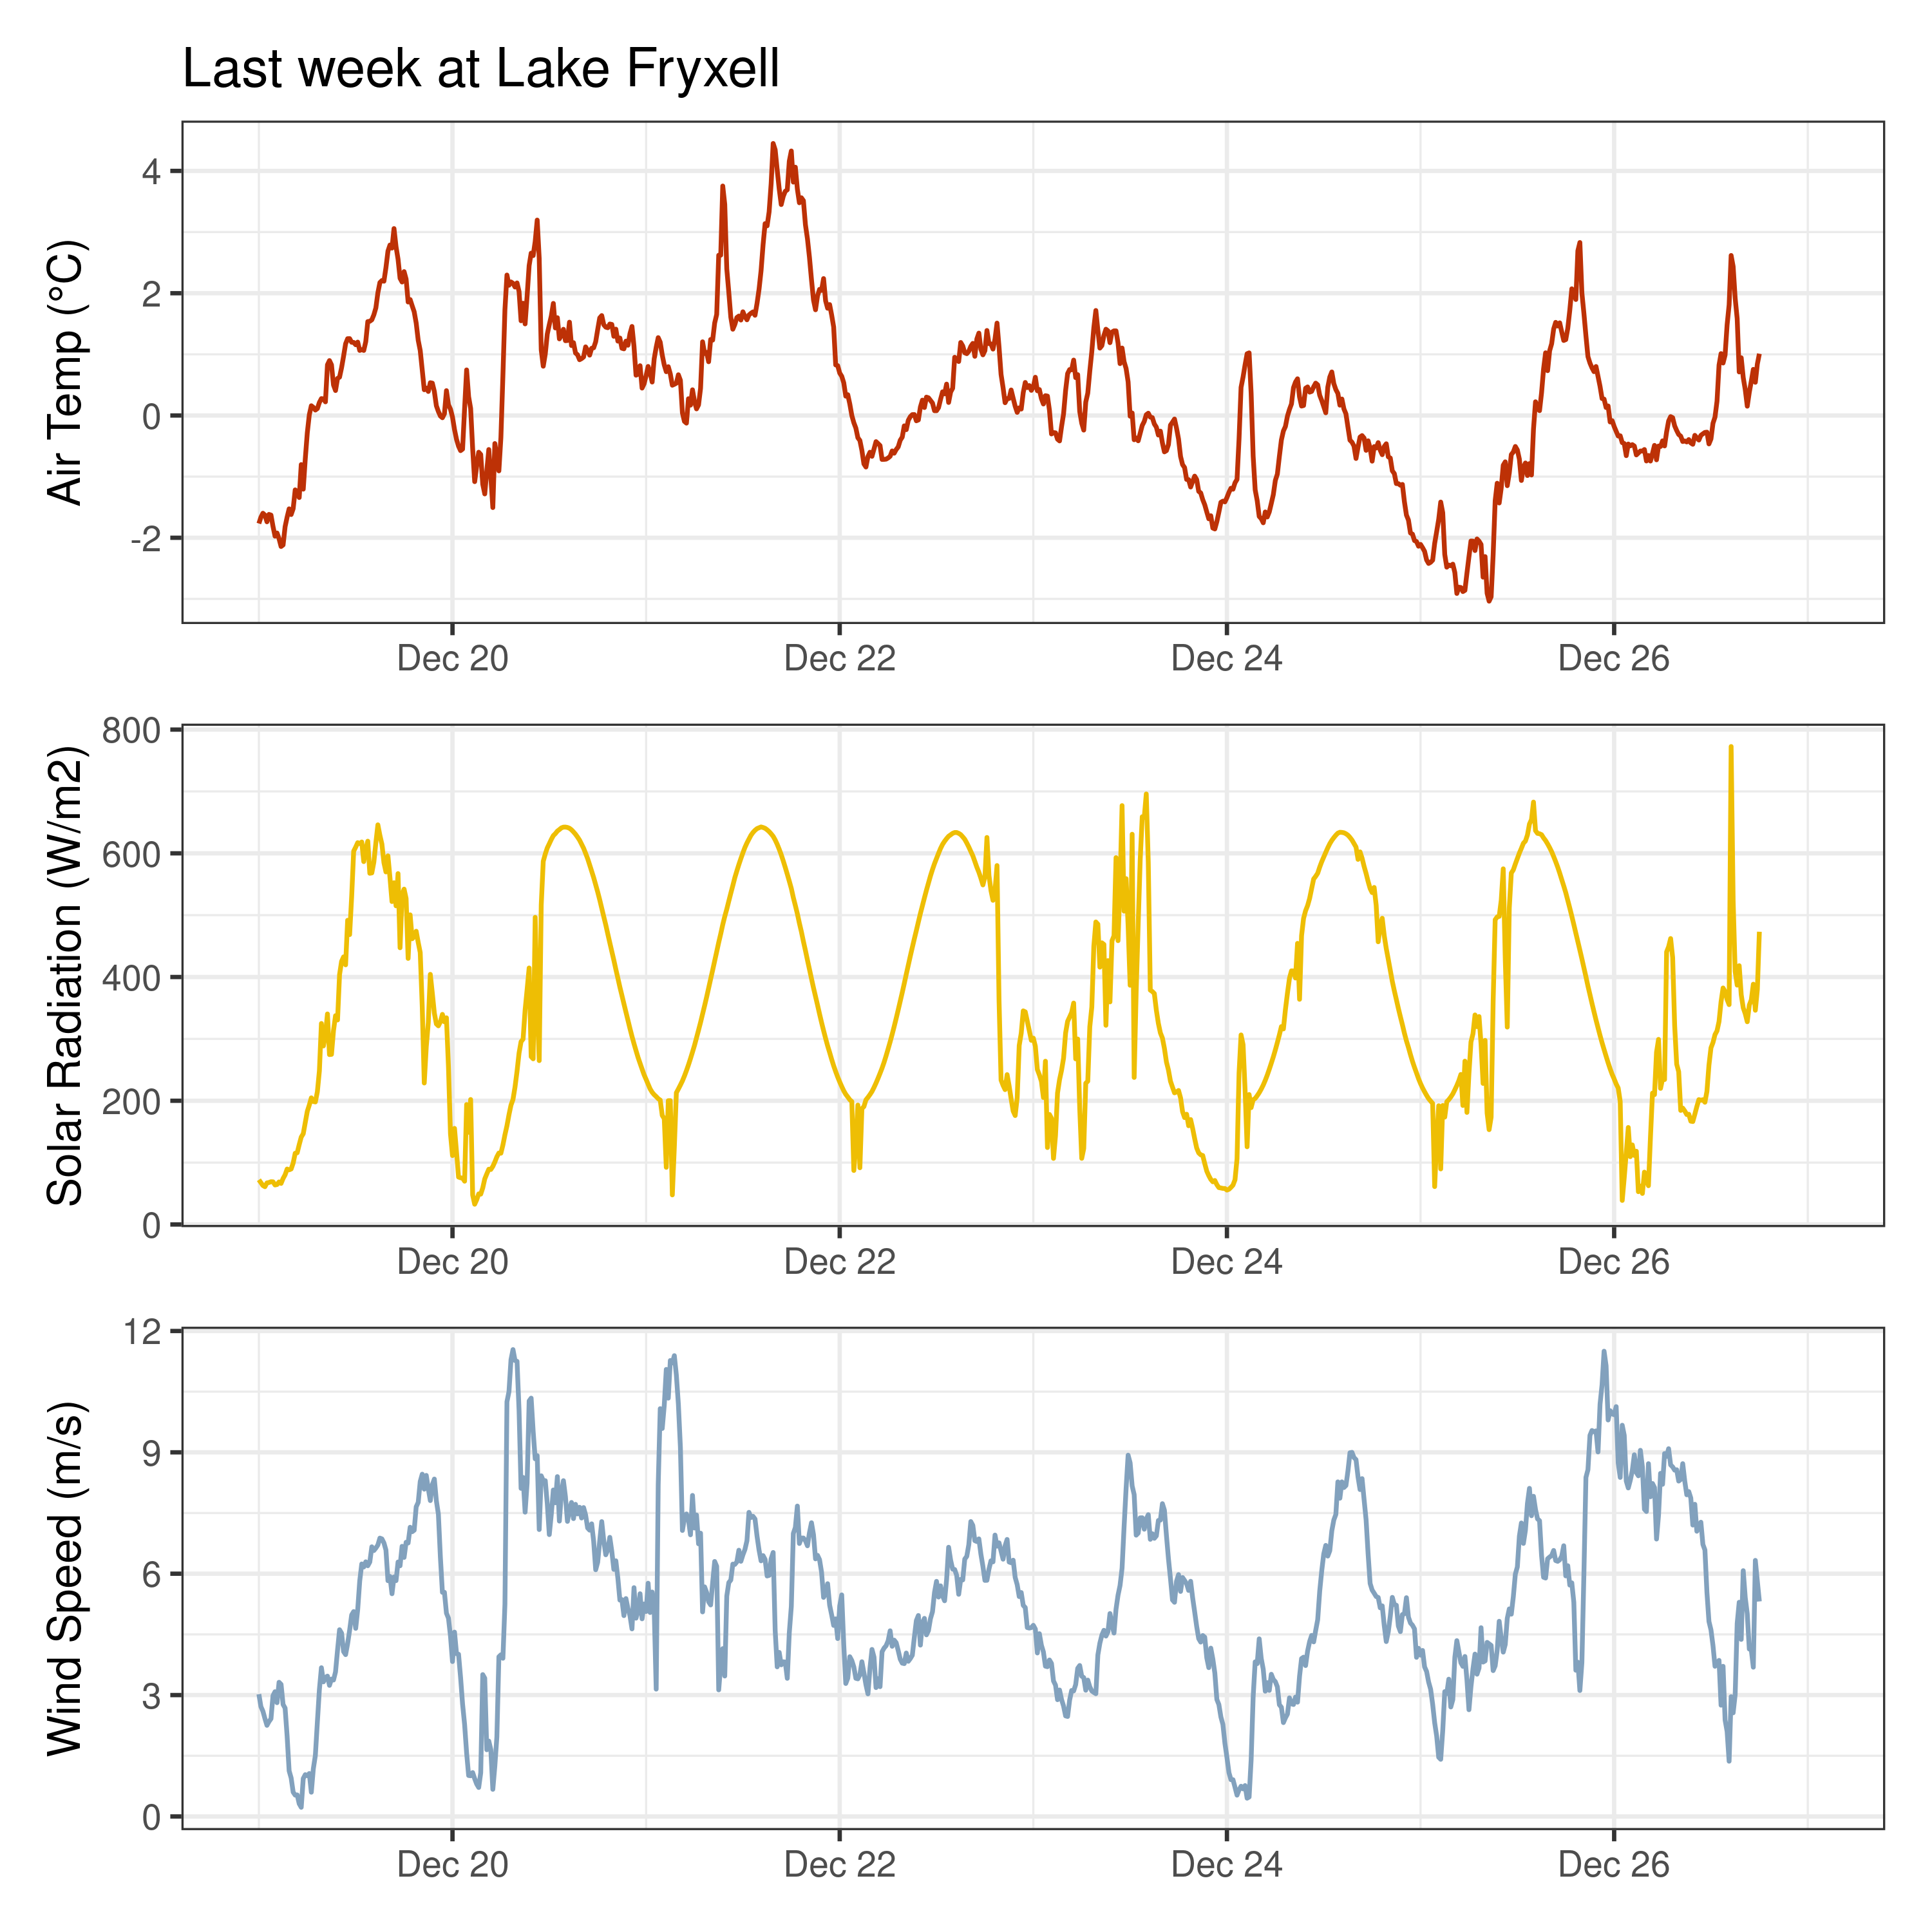 Last week at Lake Fryxell
Air Temp (°C)
4
2
0
-2
Dec 20 Dec 22 Dec 24 Dec 26
Solar Radiation (W/m2)
800
600
400
200
0
Dec 20 Dec 22 Dec 24 Dec 26
Wind Speed (m/s)
12
9
6
3
0
Dec 20 Dec 22 Dec 24 Dec 26